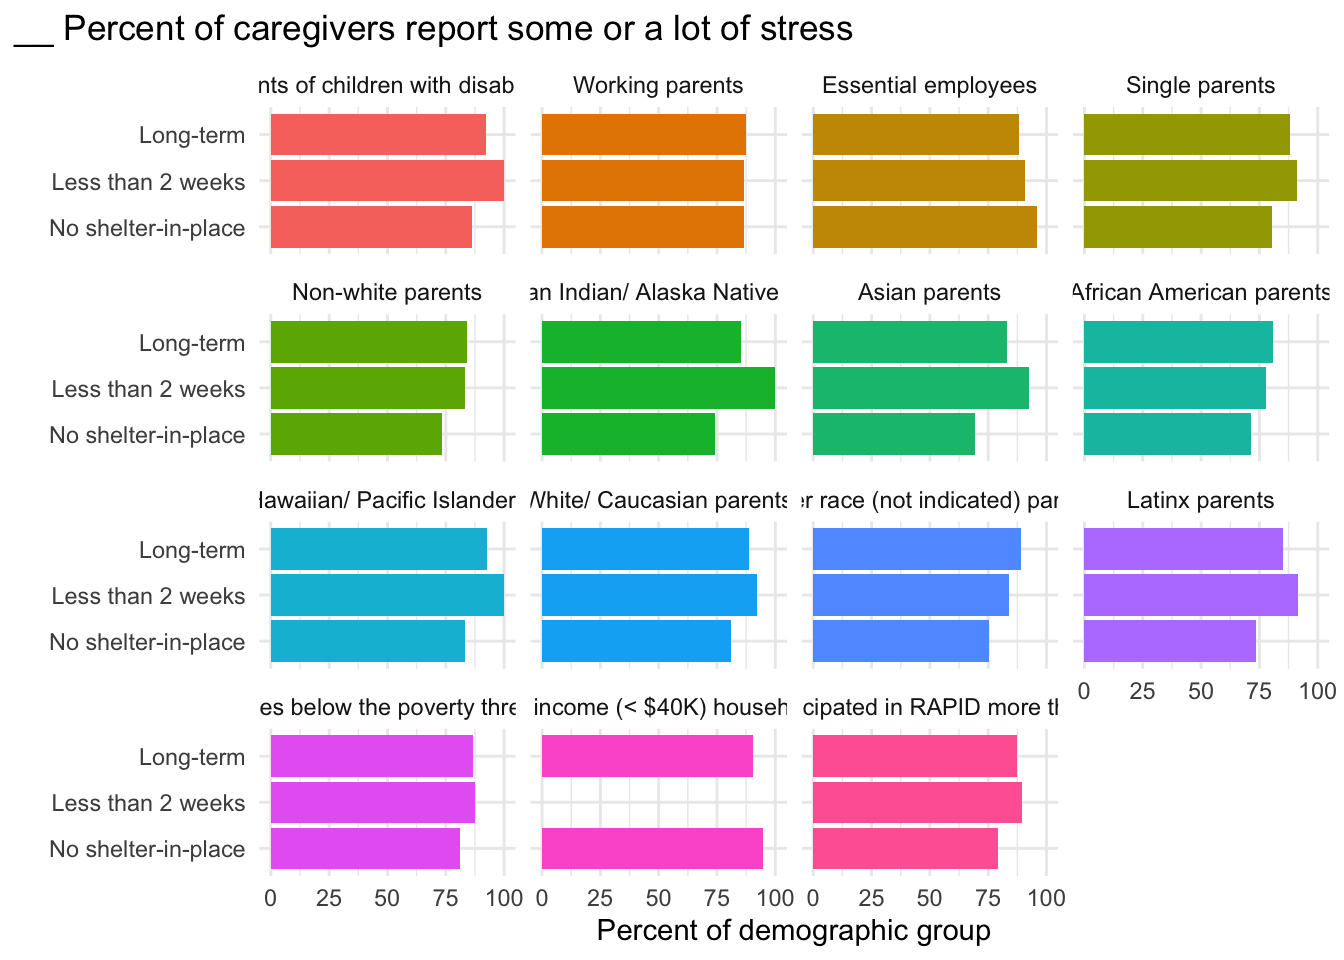 __ Percent of caregivers report some or a lot of stress
nts of children with disab
Working parents
Essential employees
Single parents
Long-term
Less than 2 weeks
No shelter-in-place
Non-white parents
an Indian/ Alaska Native
Asian parents
African American parents
Long-term
Less than 2 weeks
No shelter-in-place
Hawaiian/ Pacific Islander
White/ Caucasian parents
er race (not indicated) par
Latinx parents
Long-term
Less than 2 weeks
No shelter-in-place
0 25 50 75 100
es below the poverty thre
income (< $40K) househ
cipated in RAPID more th
Long-term
Less than 2 weeks
No shelter-in-place
0 25 50 75 100
0 25 50 75 100
0 25 50 75 100
Percent of demographic group